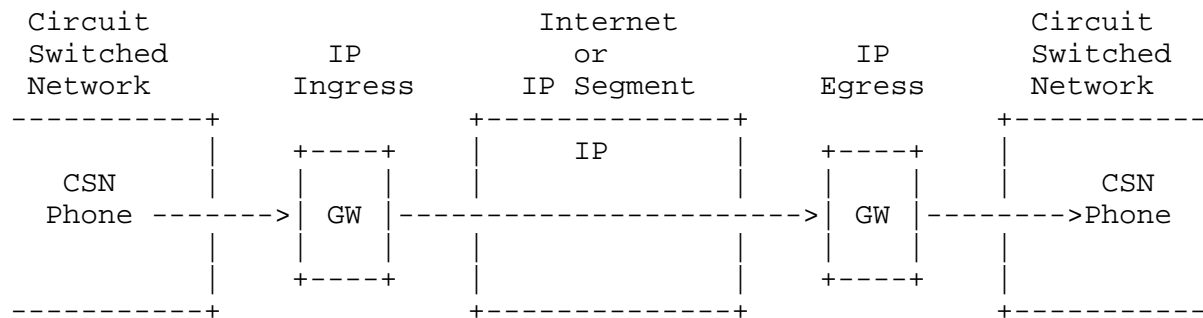 Circuit Internet Circuit
Switched IP or IP Switched
Network Ingress IP Segment Egress Network
IP
CSN CSN
Phone GW GW Phone